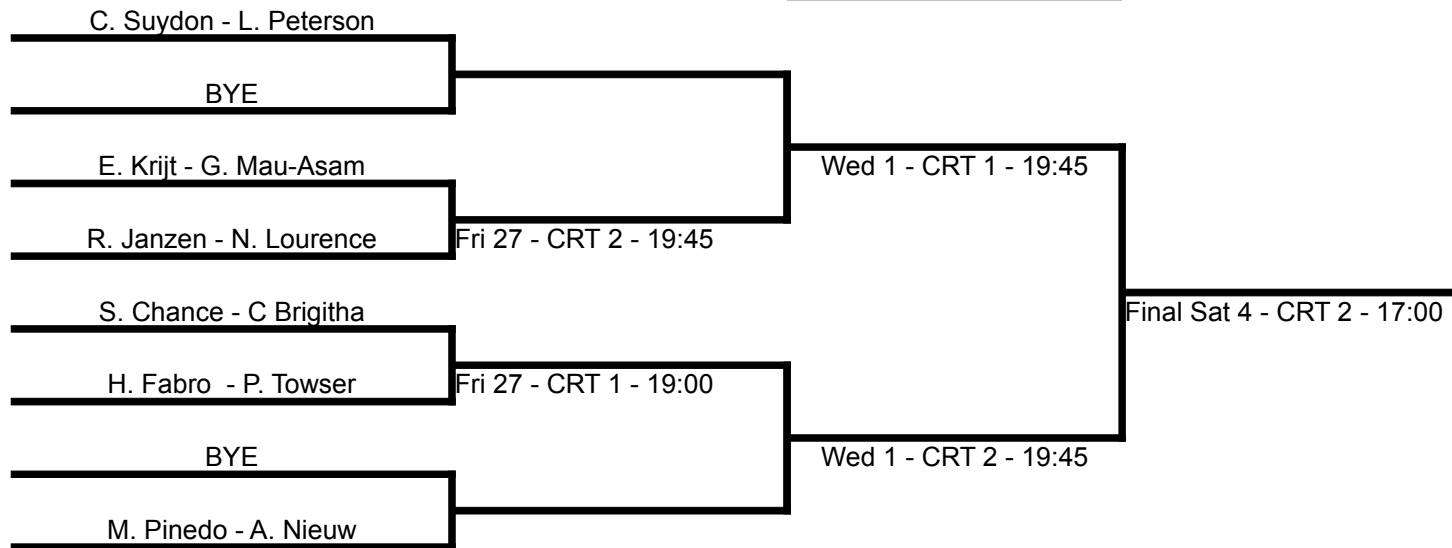 C. Suydon - L. Peterson
BYE
E. Krijt - G. Mau-Asam
Wed 1 - CRT 1 - 19:45
R. Janzen - N. Lourence
Fri 27 - CRT 2 - 19:45
S. Chance - C Brigitha
Final Sat 4 - CRT 2 - 17:00
H. Fabro  - P. Towser
Fri 27 - CRT 1 - 19:00
BYE
Wed 1 - CRT 2 - 19:45
M. Pinedo - A. Nieuw